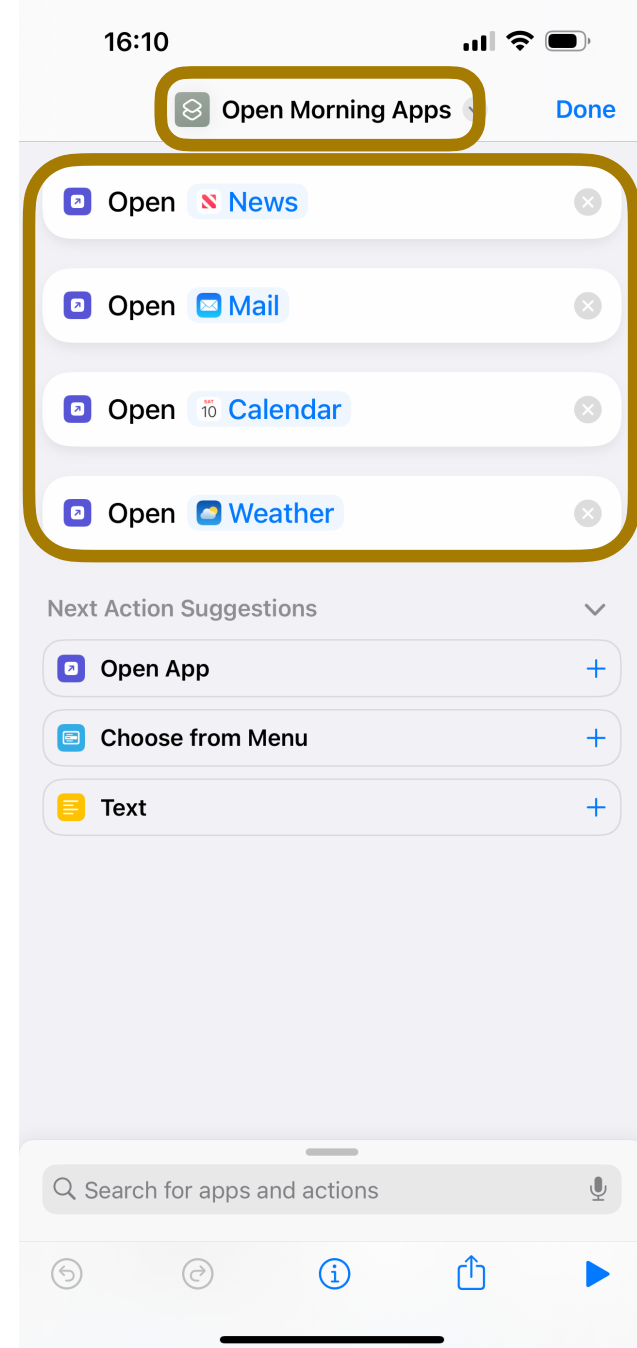 16:10
Open Morning Apps
Done
Open News
Open Mail
Open SAT 10 Calendar
Open Weather
Next Action Suggestions
Open App
Choose from Menu
Text
Search for apps and actions